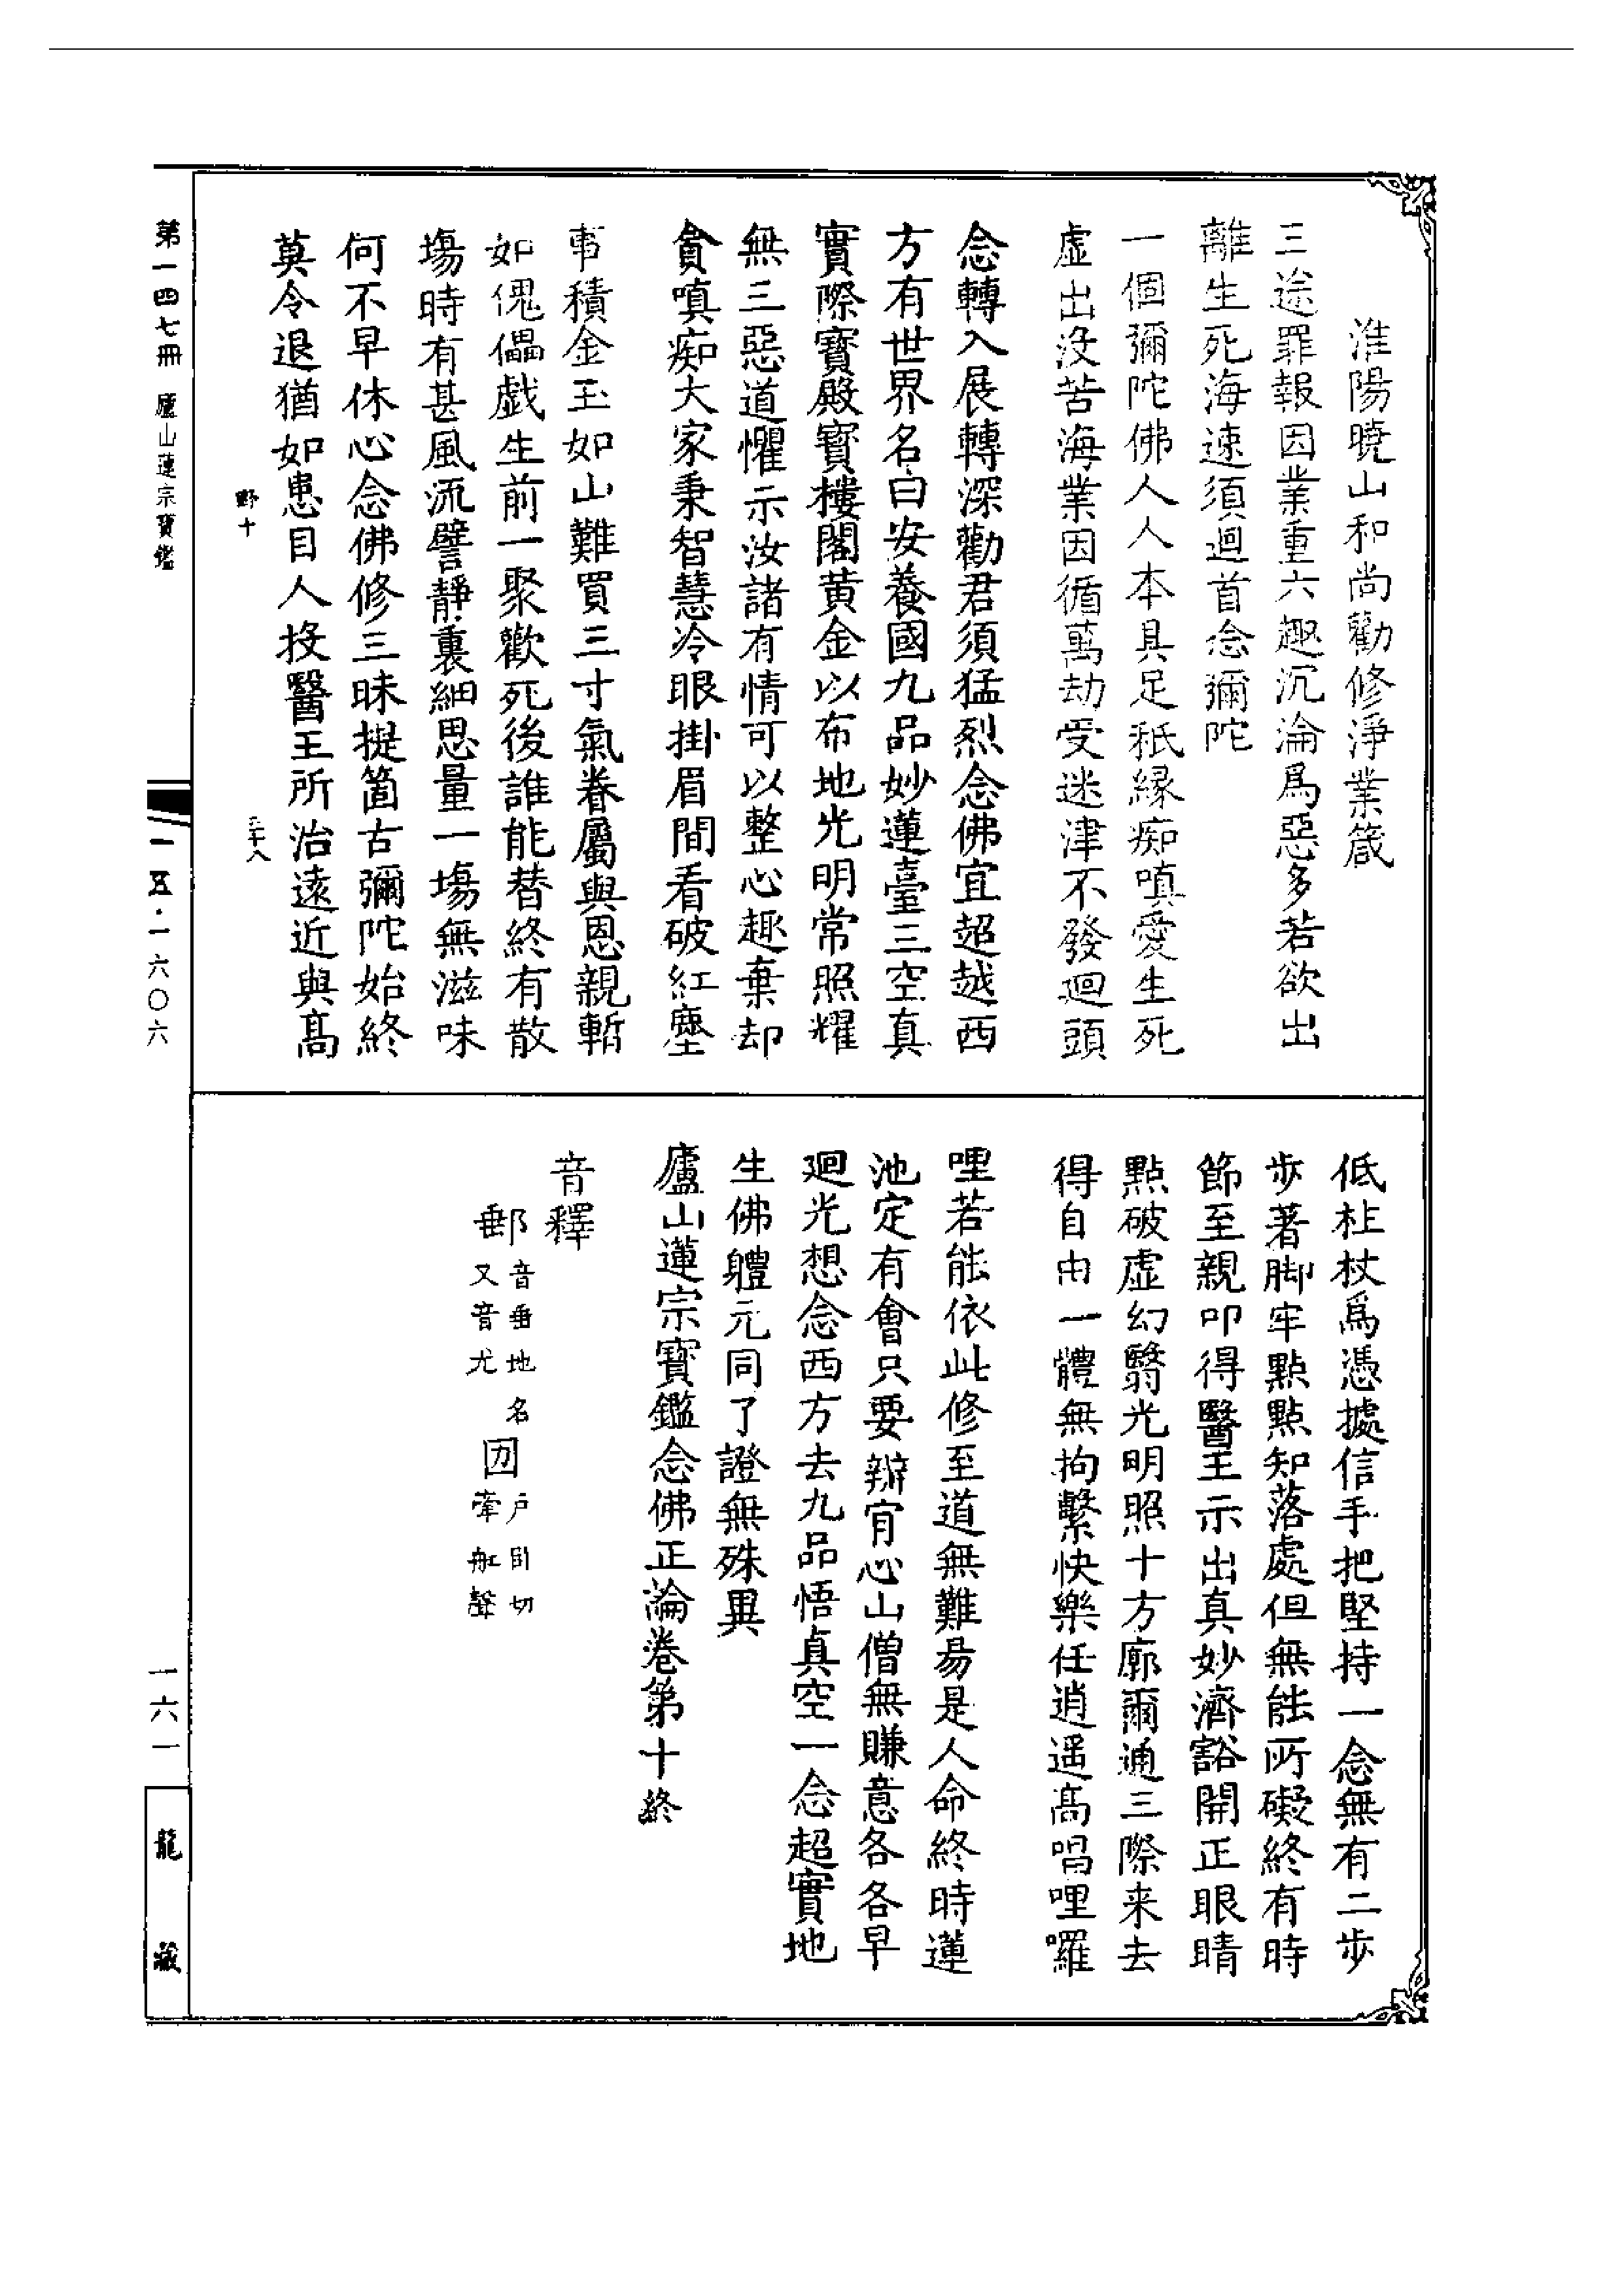 淮陽曉山和尚勸修淨業箴
三途罪報因業重六趣沉淪爲惡多若欲出
離生死海速須迴首念彌陀
一個彌陀佛人人本具足秖緣痴嗔愛生死
虛出沒苦海業因循萬劫受迷津不發迴頭
念轉入展轉深勸君須猛烈念佛宜超越西
方有世界名曰安養國九品妙蓮臺三空真
實際寳殿寳樓閣黃金以布地光明常照耀
無三惡道懼示汝諸有情可以整心趣棄却
貪嗔痴大家秉智慧冷眼掛眉間看破紅塵
事積金玉如山難買三寸氣眷屬與恩親暫
如傀儡戲生前一聚歡死後誰能替終有散
塲時有甚風流譬靜裏細思量一塲無滋味
何不早休心念佛修三昧提箇古彌陀始終
莫令退猶如患目人投醫王所治遠近與髙
野十
三十八
低柱杖爲憑據信手把堅持一念無有二步
步著脚牢點點知落處但無能所礙終有時
節至親叩得醫王示出真妙濟豁開正眼睛
點破虛幻翳光明照十方廓爾通三際来去
得自由一體無拘繫快樂任逍遥髙唱哩囉
哩若能依此修至道無難易是人命終時蓮
池定有會只要辦肯心山僧無賺意各各早
迴光想念西方去九品悟真空一念超實地
生佛體元同了證無殊異
廬山蓮宗寶鑑念佛正論卷第十終
音釋
郵音垂地名又音尤 囡戶卧切牽船聲
第一四七冊 廬山蓮宗寶鑑
一五·一六〇六
一六一
龍藏